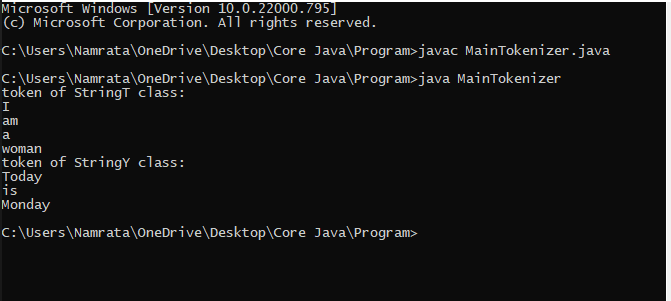 Microsoft Windows [Version 10.0.22000.795]
(c) Microsoft Corporation. All rights reserved.
C:\Users\Namrata\OneDrive\Desktop\Core Java\Program>javac MainTokenizer.java
C:\Users\Namrata\OneDrive\Desktop\Core Java\Program>java MainTokenizer
token of StringT class:
I
am
a
woman
token of StringY class:
Today
is
Monday
C:\Users\Namrata\OneDrive\Desktop\Core Java\Program>